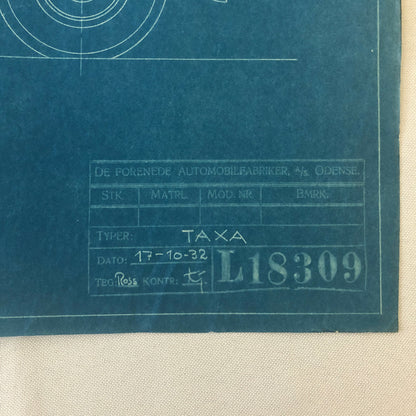 DE FORENEDE AUTOMOBILFABRIKER, A/S. ODENSE.
STK. MATRL. MOD. NR. BMRK.
TYPER: TAXA
DATO: 17-10-32 L18309
TEG: Ross KONTR: